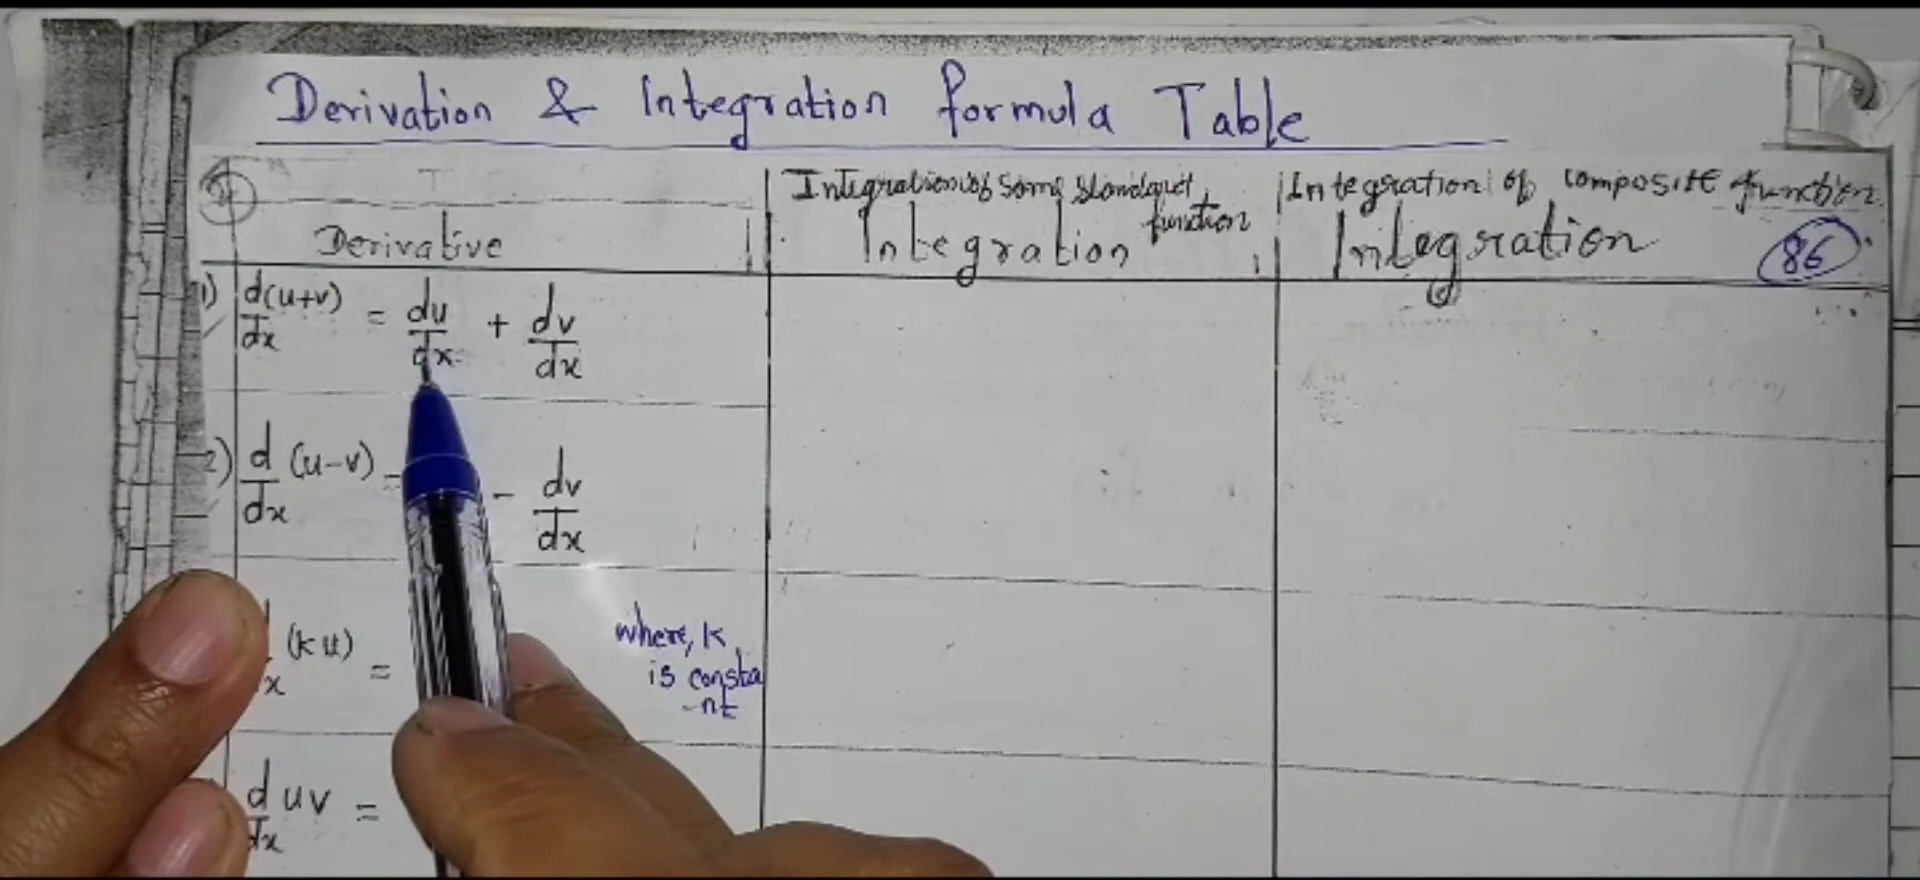 Derivation & Integration formula Table
Integration of some standard function
Integration of composite function
Derivative
Integration
Integration
86
1) d(u+v)/dx = du/dx + dv/dx
2) d/dx (u-v) = - dv/dx
(ku) = where, k
is consta
-nt
d/dx uv =